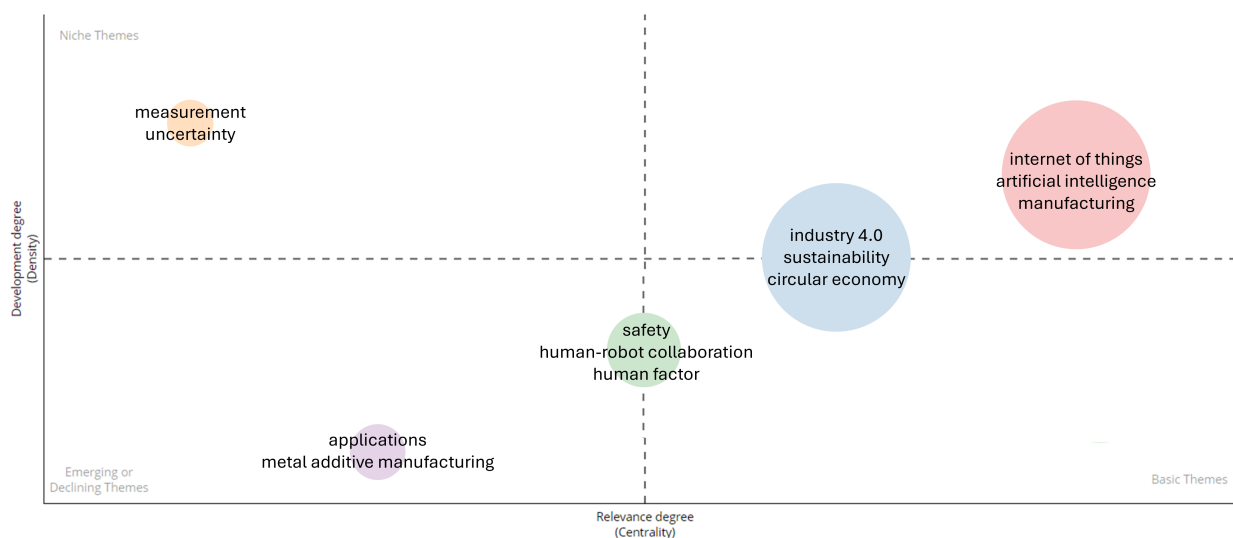 Niche Themes
measurement
uncertainty
internet of things
artificial intelligence
manufacturing
industry 4.0
sustainability
circular economy
Development degree
(Density)
safety
human-robot collaboration
human factor
applications
metal additive manufacturing
Emerging or
Declining Themes
Basic Themes
Relevance degree
(Centrality)